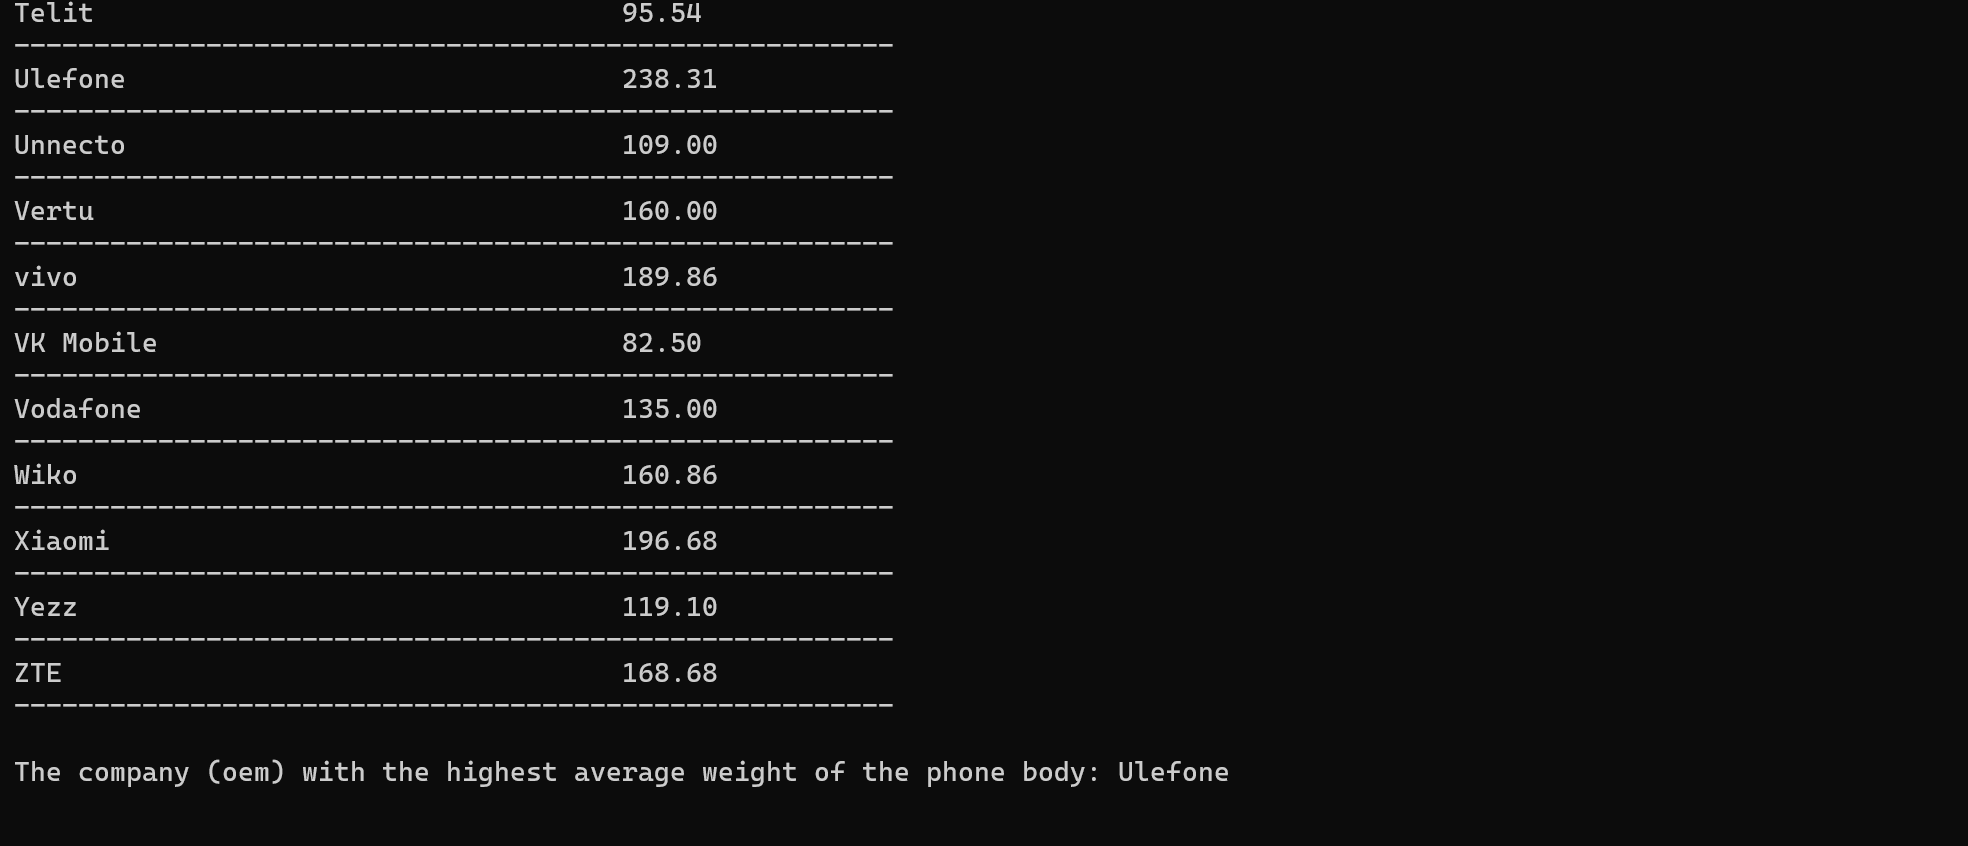 Telit 95.54
-------------------------------------------------------
Ulefone 238.31
-------------------------------------------------------
Unnecto 109.00
-------------------------------------------------------
Vertu 160.00
-------------------------------------------------------
vivo 189.86
-------------------------------------------------------
VK Mobile 82.50
-------------------------------------------------------
Vodafone 135.00
-------------------------------------------------------
Wiko 160.86
-------------------------------------------------------
Xiaomi 196.68
-------------------------------------------------------
Yezz 119.10
-------------------------------------------------------
ZTE 168.68
-------------------------------------------------------
The company (oem) with the highest average weight of the phone body: Ulefone